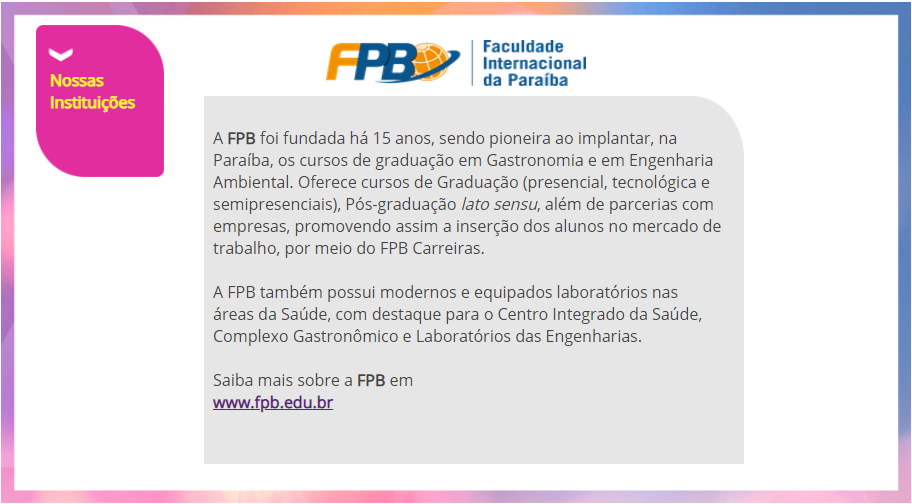 Nossas
Instituições
FPB
Faculdade
Internacional
da Paraíba
A FPB foi fundada há 15 anos, sendo pioneira ao implantar, na
Paraíba, os cursos de graduação em Gastronomia e em Engenharia
Ambiental. Oferece cursos de Graduação (presencial, tecnológica e
semipresenciais), Pós-graduação lato sensu, além de parcerias com
empresas, promovendo assim a inserção dos alunos no mercado de
trabalho, por meio do FPB Carreiras.
A FPB também possui modernos e equipados laboratórios nas
áreas da Saúde, com destaque para o Centro Integrado da Saúde,
Complexo Gastronômico e Laboratórios das Engenharias.
Saiba mais sobre a FPB em
www.fpb.edu.br